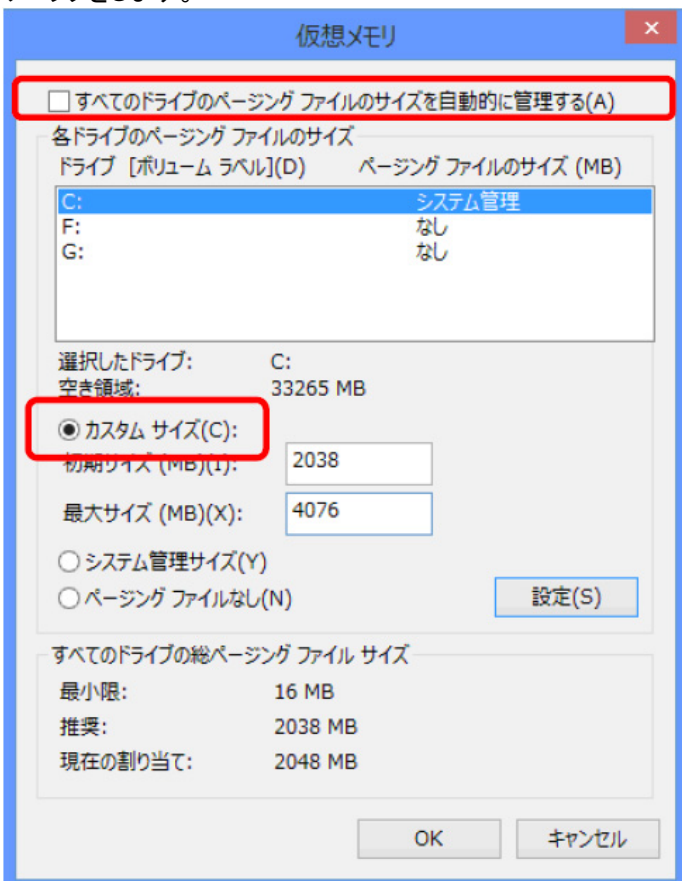 仮想メモリ
すべてのドライブのページング ファイルのサイズを自動的に管理する(A)
各ドライブのページング ファイルのサイズ
ドライブ [ボリューム ラベル](D) ページング ファイルのサイズ (MB)
C: システム管理
F: なし
G: なし
選択したドライブ: C:
空き領域: 33265 MB
カスタム サイズ(C):
初期サイズ (MB)(I): 2038
最大サイズ (MB)(X): 4076
システム管理サイズ(Y)
ページング ファイルなし(N) 設定(S)
すべてのドライブの総ページング ファイル サイズ
最小限: 16 MB
推奨: 2038 MB
現在の割り当て: 2048 MB
OK キャンセル